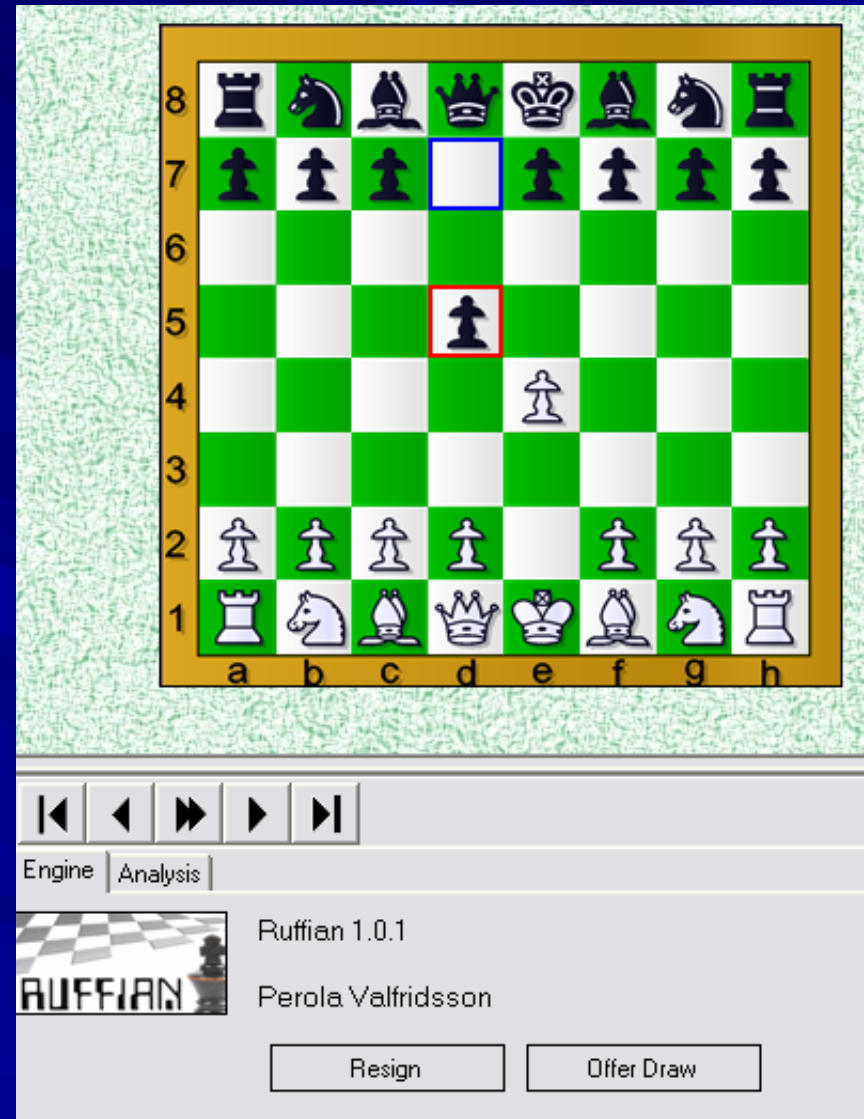 8
7
6
5
4
3
2
1
a b c d e f g h
Engine Analysis
RUFFIAN
Ruffian 1.0.1
Perola Valfridsson
Resign Offer Draw